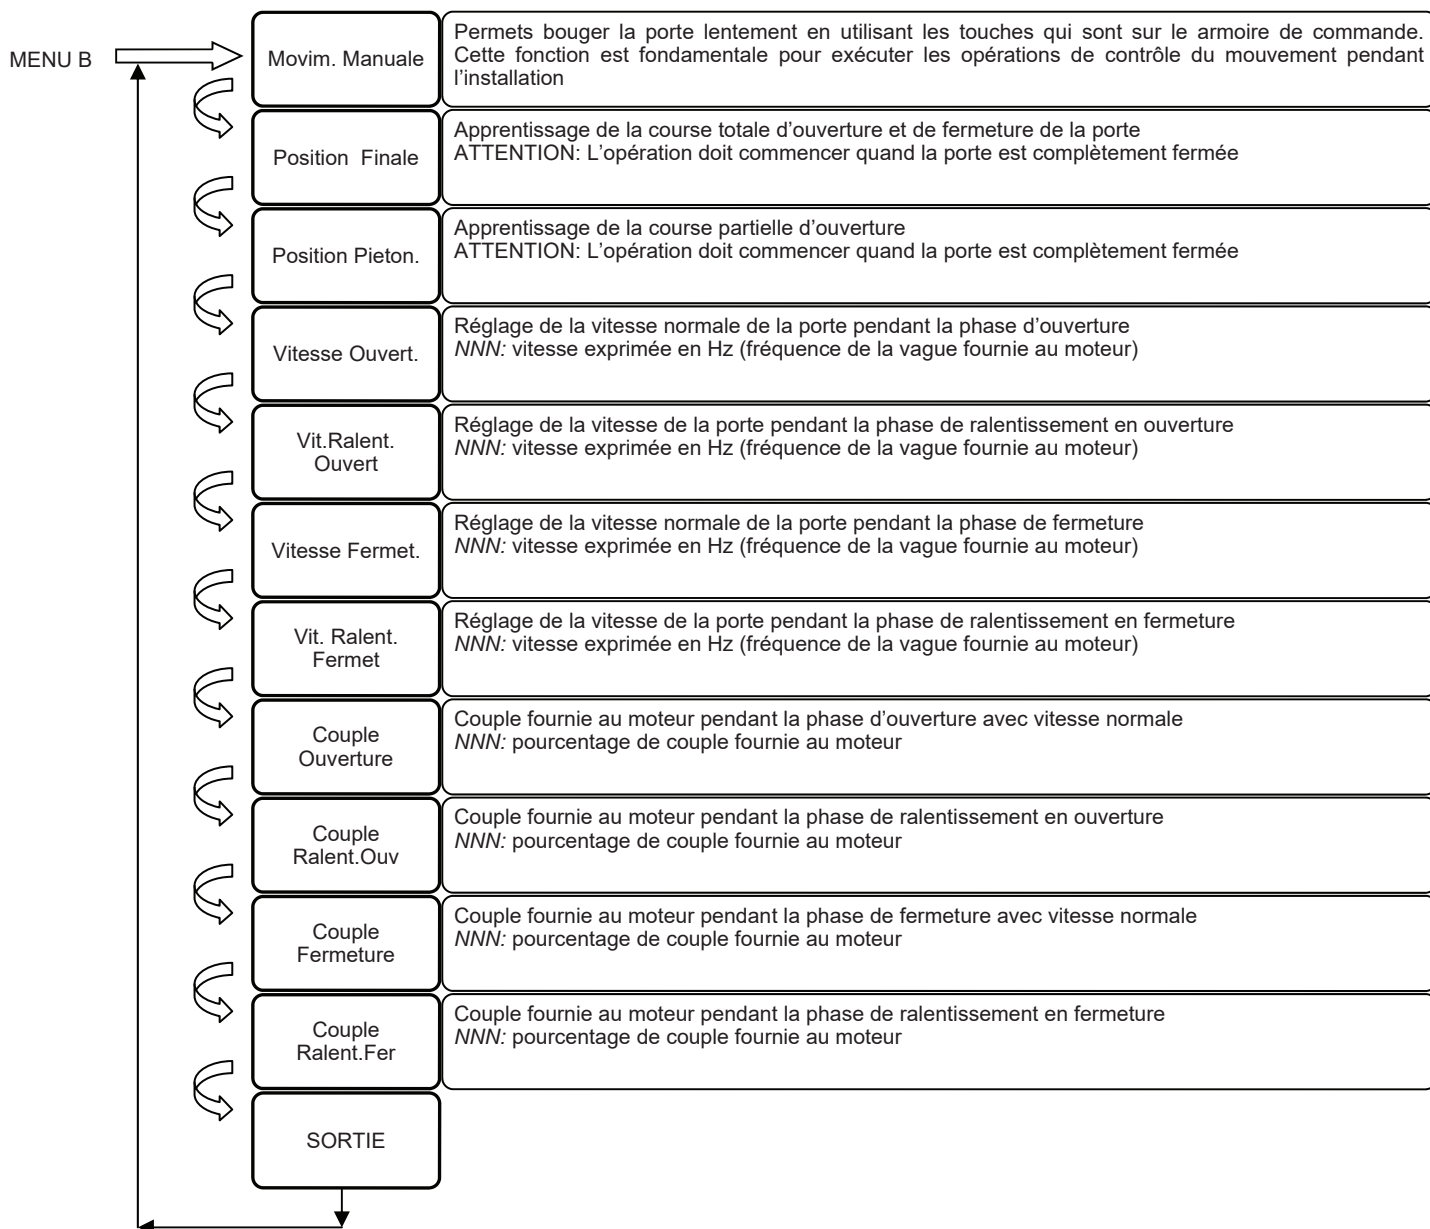 MENU B
Movim. Manuale
Permets bouger la porte lentement en utilisant les touches qui sont sur le armoire de commande.
Cette fonction est fondamentale pour exécuter les opérations de contrôle du mouvement pendant
l’installation
Position Finale
Apprentissage de la course totale d’ouverture et de fermeture de la porte
ATTENTION: L’opération doit commencer quand la porte est complètement fermée
Position Pieton.
Apprentissage de la course partielle d’ouverture
ATTENTION: L’opération doit commencer quand la porte est complètement fermée
Vitesse Ouvert.
Réglage de la vitesse normale de la porte pendant la phase d’ouverture
NNN: vitesse exprimée en Hz (fréquence de la vague fournie au moteur)
Vit.Ralent.
Ouvert
Réglage de la vitesse de la porte pendant la phase de ralentissement en ouverture
NNN: vitesse exprimée en Hz (fréquence de la vague fournie au moteur)
Vitesse Fermet.
Réglage de la vitesse normale de la porte pendant la phase de fermeture
NNN: vitesse exprimée en Hz (fréquence de la vague fournie au moteur)
Vit. Ralent.
Fermet
Réglage de la vitesse de la porte pendant la phase de ralentissement en fermeture
NNN: vitesse exprimée en Hz (fréquence de la vague fournie au moteur)
Couple
Ouverture
Couple fournie au moteur pendant la phase d’ouverture avec vitesse normale
NNN: pourcentage de couple fournie au moteur
Couple
Ralent.Ouv
Couple fournie au moteur pendant la phase de ralentissement en ouverture
NNN: pourcentage de couple fournie au moteur
Couple
Fermeture
Couple fournie au moteur pendant la phase de fermeture avec vitesse normale
NNN: pourcentage de couple fournie au moteur
Couple
Ralent.Fer
Couple fournie au moteur pendant la phase de ralentissement en fermeture
NNN: pourcentage de couple fournie au moteur
SORTIE